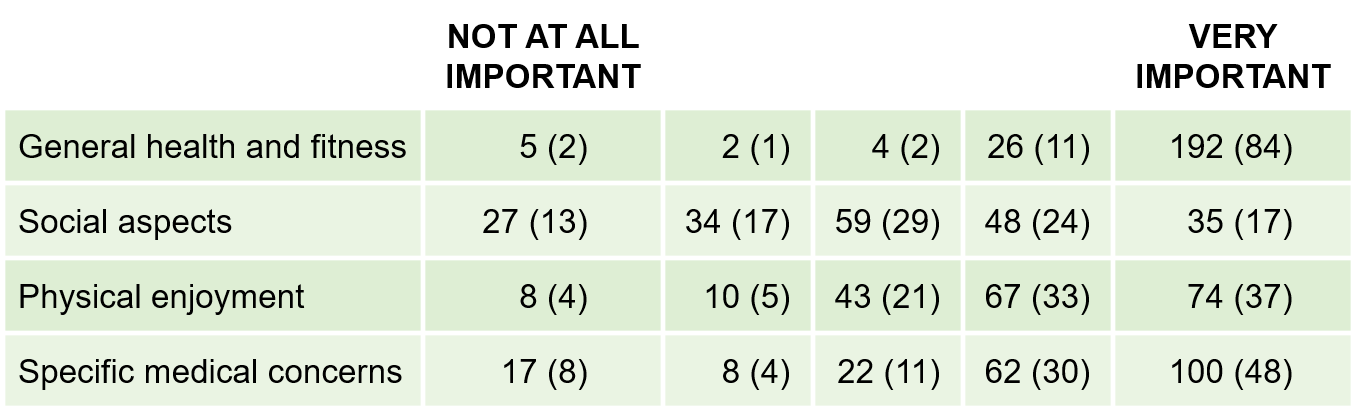 NOT AT ALL IMPORTANT VERY IMPORTANT
General health and fitness 5 (2) 2 (1) 4 (2) 26 (11) 192 (84)
Social aspects 27 (13) 34 (17) 59 (29) 48 (24) 35 (17)
Physical enjoyment 8 (4) 10 (5) 43 (21) 67 (33) 74 (37)
Specific medical concerns 17 (8) 8 (4) 22 (11) 62 (30) 100 (48)